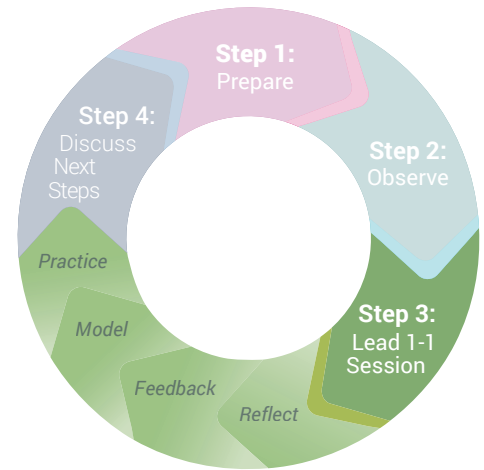 Step 1:
Prepare
Step 2:
Observe
Step 3:
Lead 1-1
Session
Reflect
Feedback
Model
Practice
Step 4:
Discuss
Next
Steps